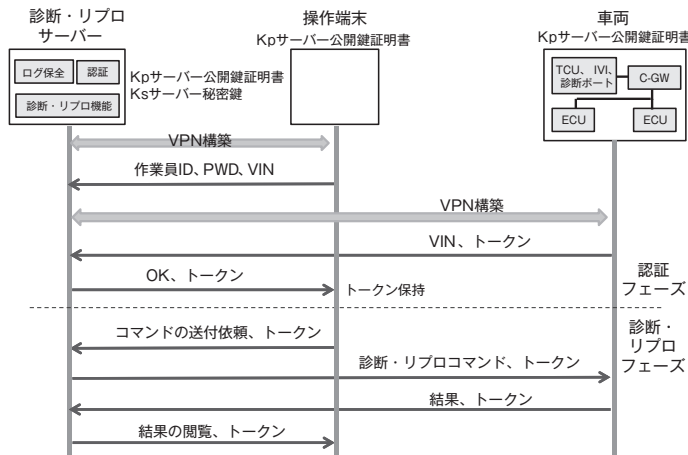 診断・リプロ
サーバー
操作端末
車両
Kpサーバー公開鍵証明書
Kpサーバー公開鍵証明書
ログ保全
認証
診断・リプロ機能
Kpサーバー公開鍵証明書
Ksサーバー秘密鍵
TCU、IVI、
診断ポート
C-GW
ECU
ECU
VPN構築
作業員ID、PWD、VIN
VPN構築
VIN、トークン
OK、トークン
トークン保持
認証
フェーズ
コマンドの送付依頼、トークン
診断・
リプロ
フェーズ
診断・リプロコマンド、トークン
結果、トークン
結果の閲覧、トークン